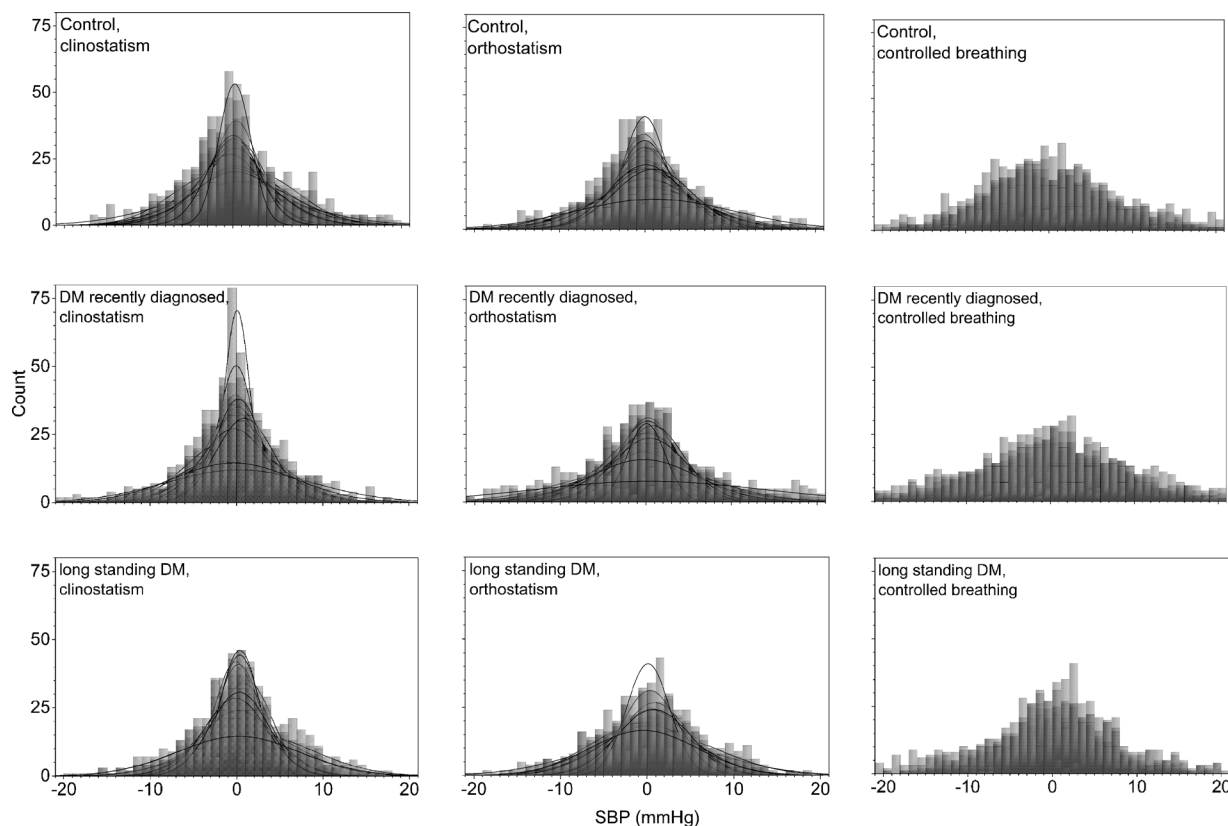 75
50
25
0
Control,
clinostatism
Control,
orthostatism
Control,
controlled breathing
75
50
25
0
Count
DM recently diagnosed,
clinostatism
DM recently diagnosed,
orthostatism
DM recently diagnosed,
controlled breathing
75
50
25
0
long standing DM,
clinostatism
long standing DM,
orthostatism
long standing DM,
controlled breathing
-20 -10 0 10 20
-20 -10 0 10 20
-20 -10 0 10 20
SBP (mmHg)